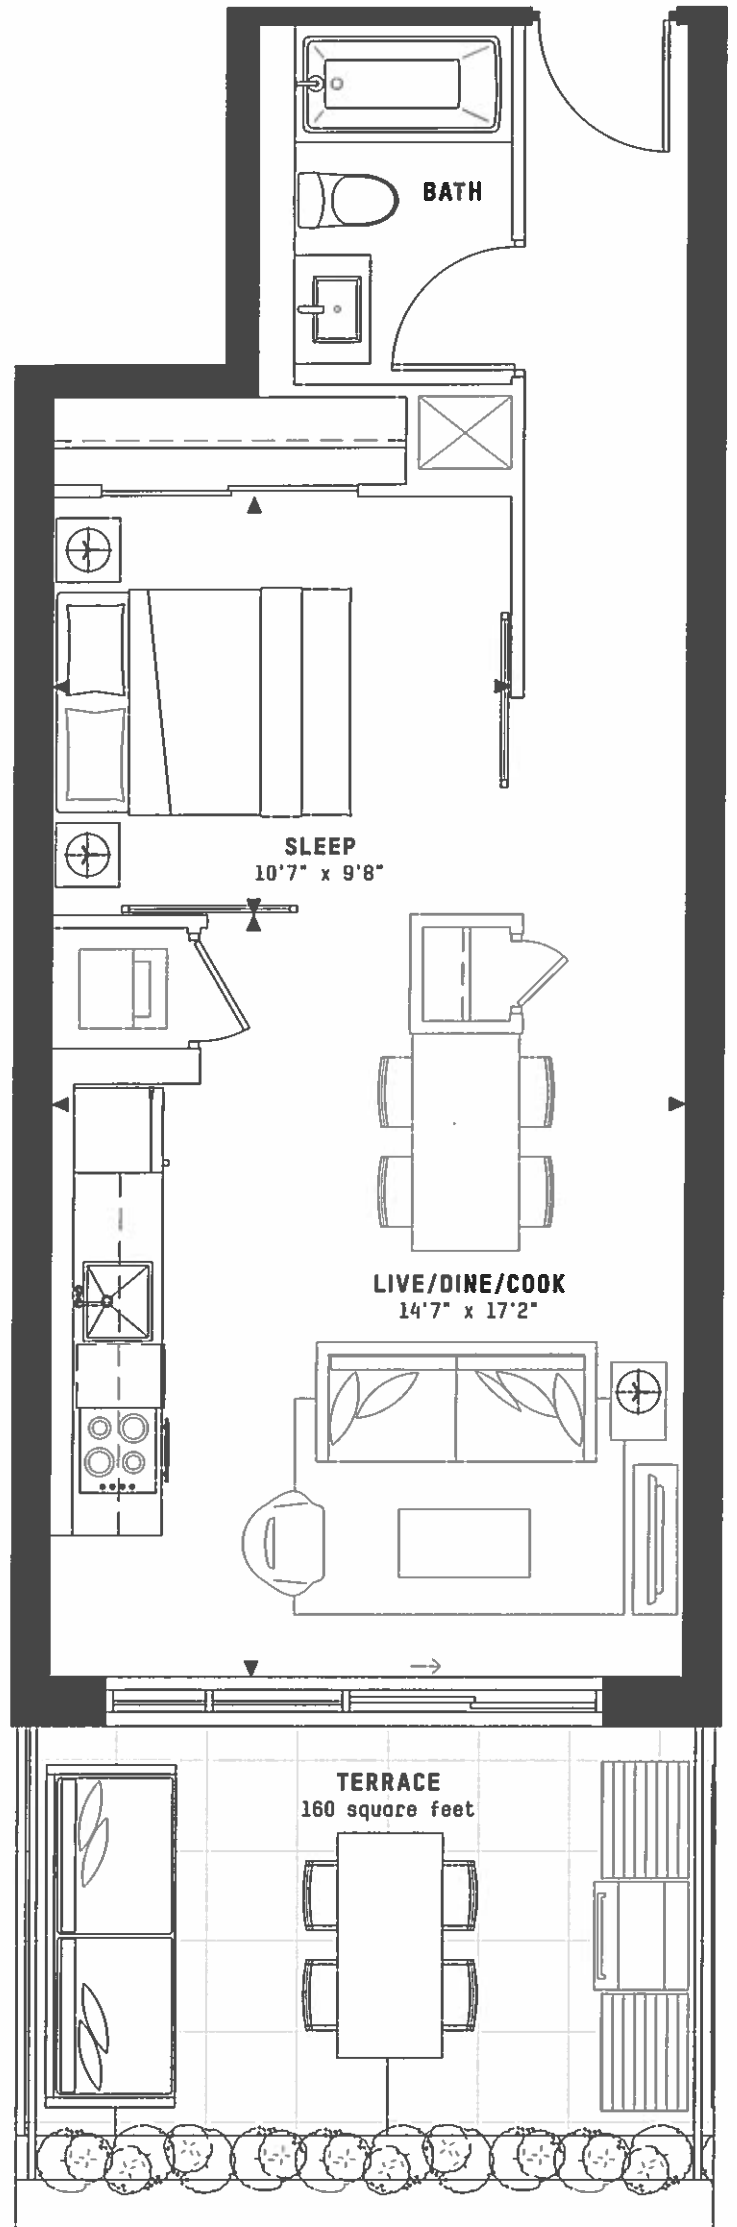 BATH
SLEEP
10'7" x 9'8"
LIVE/DINE/COOK
14'7" x 17'2"
TERRACE
160 square feet